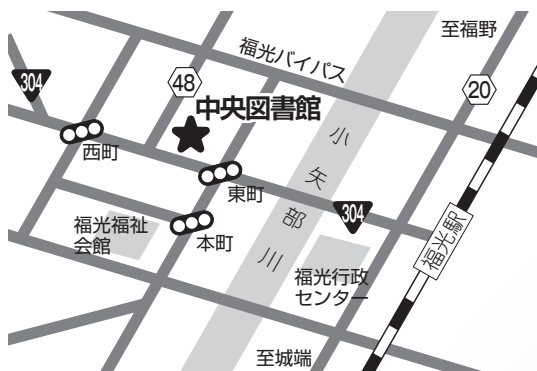 至福野
福光バイパス
304
48
20
中央図書館
西町
小矢部川
東町
304
福光福祉
会館
本町
福光駅
福光行政
センター
至城端